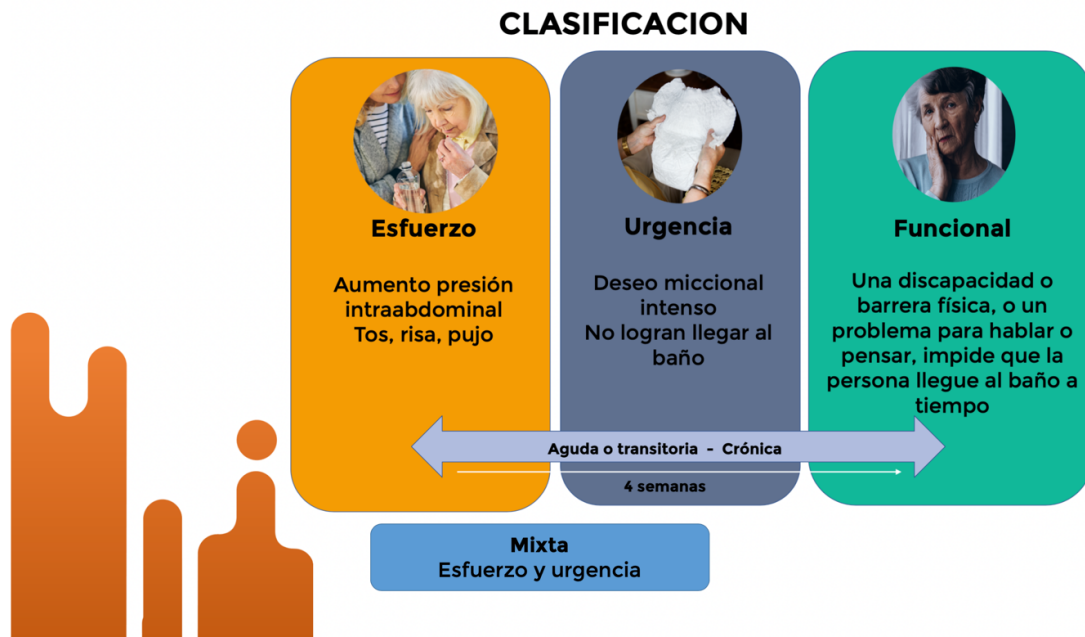 CLASIFICACION
Esfuerzo
Aumento presión
intraabdominal
Tos, risa, pujo
Urgencia
Deseo miccional
intenso
No logran llegar al
baño
Funcional
Una discapacidad o
barrera física, o un
problema para hablar o
pensar, impide que la
persona llegue al baño a
tiempo
Aguda o transitoria - Crónica
4 semanas
Mixta
Esfuerzo y urgencia